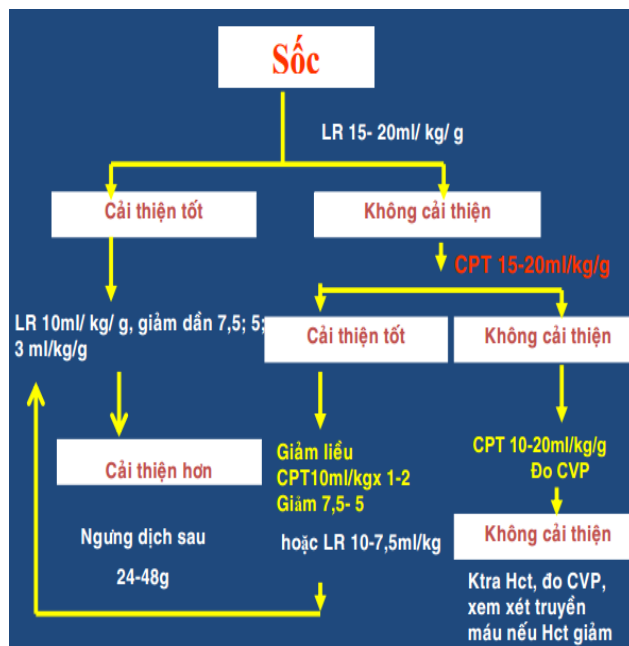 Sốc
LR 15- 20ml/ kg/ g
Cải thiện tốt
Không cải thiện
CPT 15-20ml/kg/g
LR 10ml/ kg/ g, giảm dần 7,5; 5;
3 ml/kg/g
Cải thiện tốt
Không cải thiện
Cải thiện hơn
Giảm liều
CPT10ml/kgx 1-2
Giảm 7,5- 5
hoặc LR 10-7,5ml/kg
CPT 10-20ml/kg/g
Đo CVP
Không cải thiện
Ngưng dịch sau
24-48g
Ktra Hct, đo CVP,
xem xét truyền
máu nếu Hct giảm